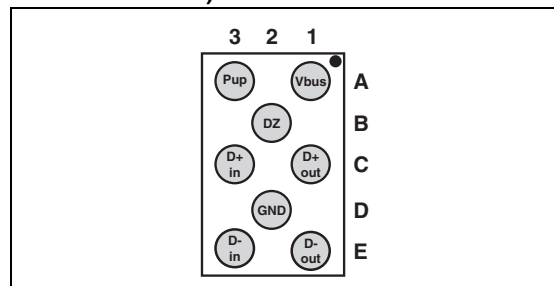 3 2 1
Pup Vbus A
DZ B
D+ in D+ out C
GND D
D- in D- out E